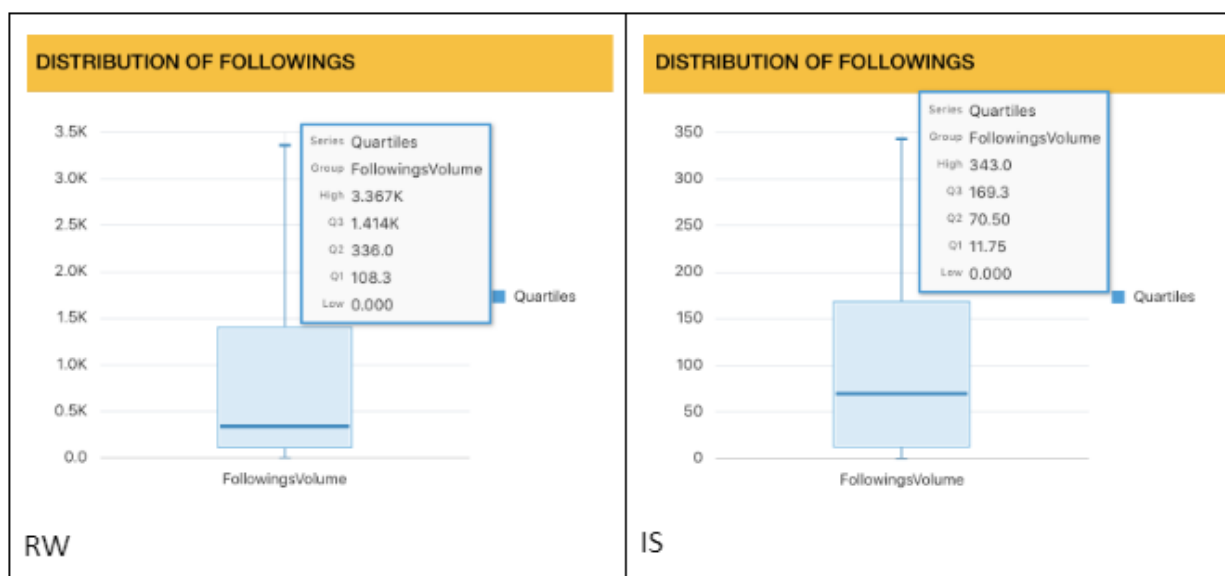 DISTRIBUTION OF FOLLOWINGS
3.5K
3.0K
2.5K
2.0K
1.5K
1.0K
0.5K
0.0
Series Quartiles
Group FollowingsVolume
High 3.367K
Q3 1.414K
Q2 336.0
Q1 108.3
Low 0.000
Quartiles
FollowingsVolume
RW
DISTRIBUTION OF FOLLOWINGS
350
300
250
200
150
100
50
0
Series Quartiles
Group FollowingsVolume
High 343.0
Q3 169.3
Q2 70.50
Q1 11.75
Low 0.000
Quartiles
FollowingsVolume
IS